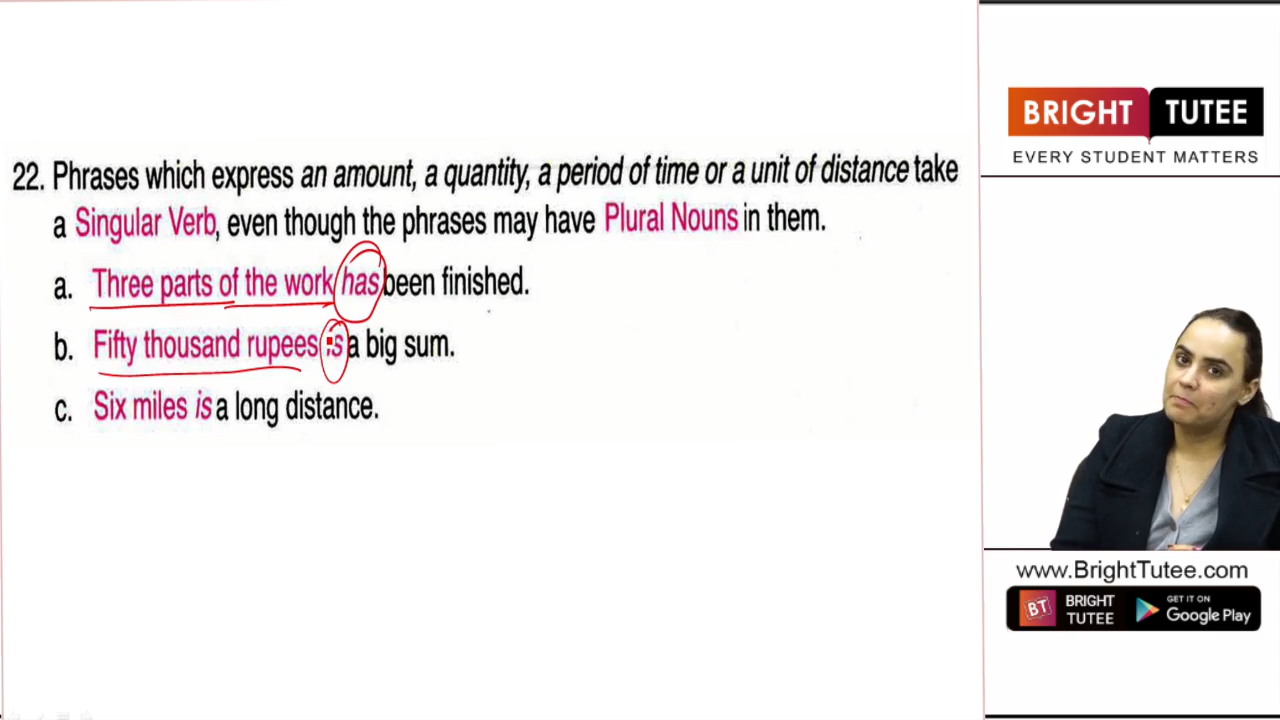 22. Phrases which express an amount, a quantity, a period of time or a unit of distance take
a Singular Verb, even though the phrases may have Plural Nouns in them.
a. Three parts of the work has been finished.
b. Fifty thousand rupees is a big sum.
c. Six miles is a long distance.
BRIGHT TUTEE
EVERY STUDENT MATTERS
www.BrightTutee.com
BT BRIGHT TUTEE
GET IT ON
Google Play